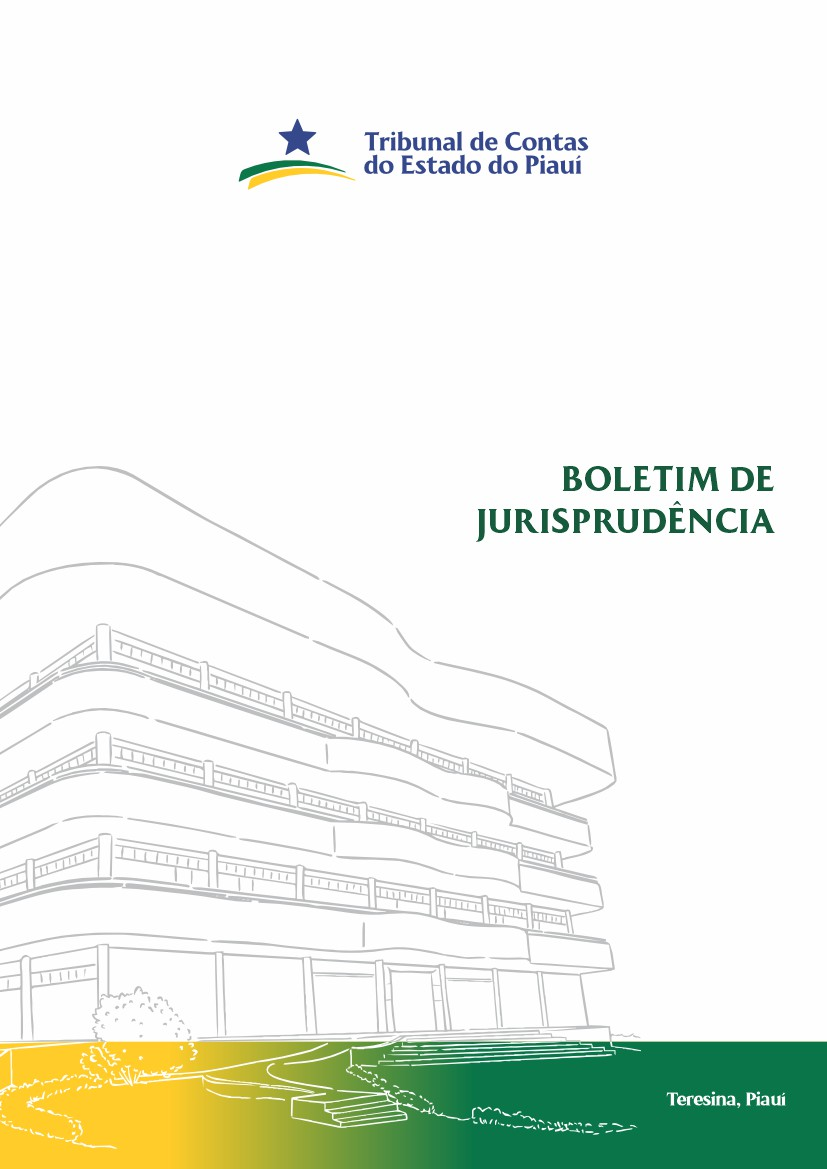 Tribunal de Contas
do Estado do Piauí
BOLETIM DE
JURISPRUDÊNCIA
Teresina, Piauí